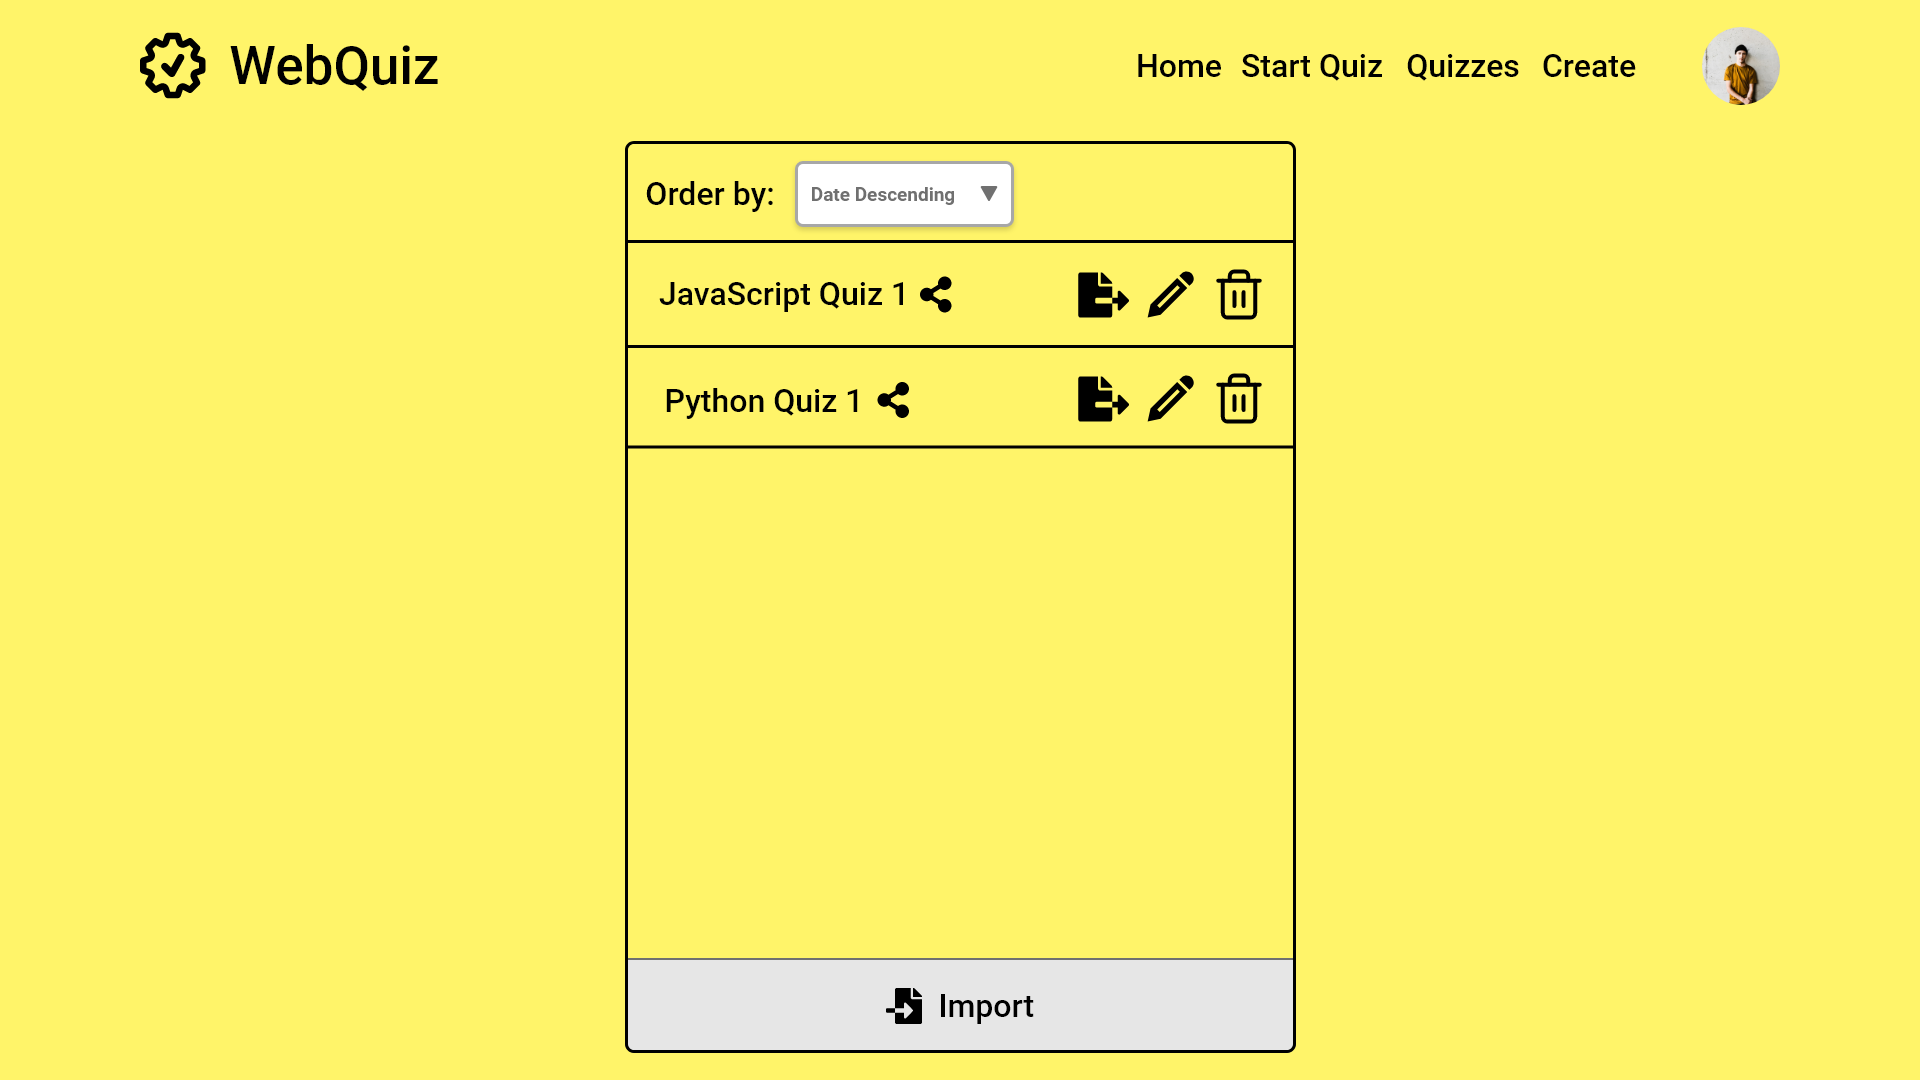 WebQuiz
Home Start Quiz Quizzes Create
Order by: Date Descending
JavaScript Quiz 1
Python Quiz 1
Import